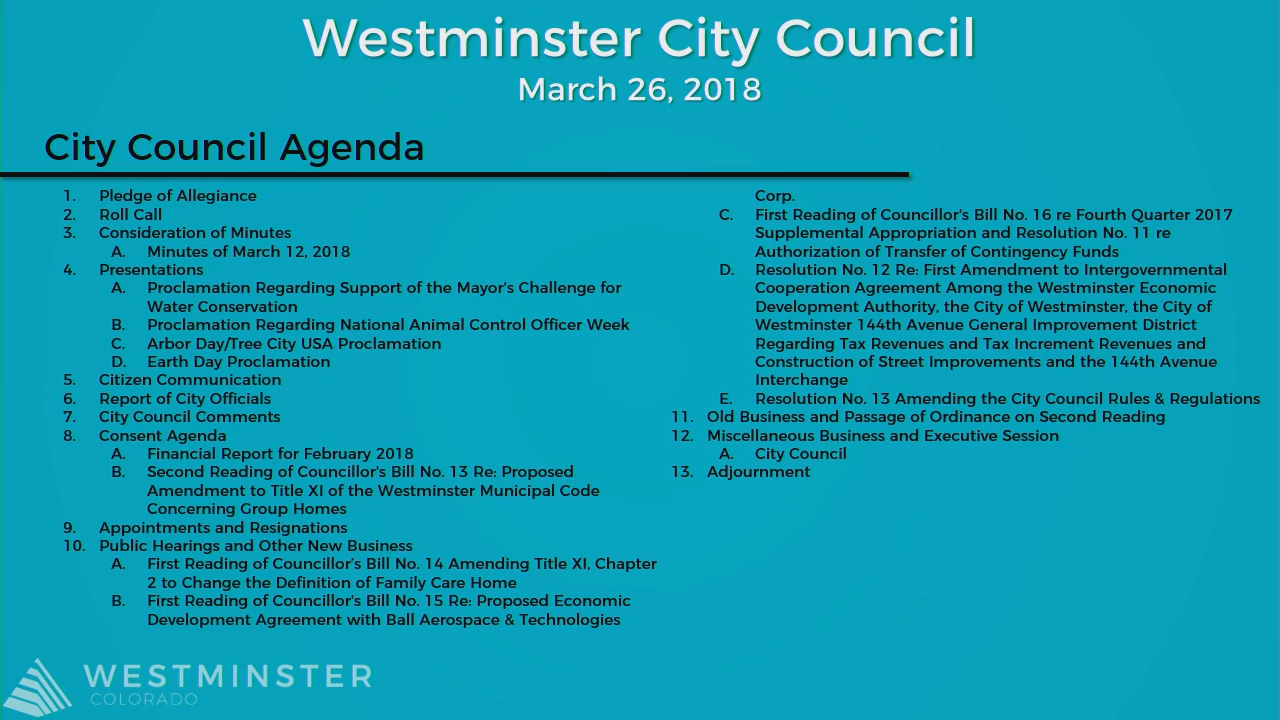 Westminster City Council
March 26, 2018
City Council Agenda
1. Pledge of Allegiance
2. Roll Call
3. Consideration of Minutes
A. Minutes of March 12, 2018
4. Presentations
A. Proclamation Regarding Support of the Mayor's Challenge for
Water Conservation
B. Proclamation Regarding National Animal Control Officer Week
C. Arbor Day/Tree City USA Proclamation
D. Earth Day Proclamation
5. Citizen Communication
6. Report of City Officials
7. City Council Comments
8. Consent Agenda
A. Financial Report for February 2018
B. Second Reading of Councillor's Bill No. 13 Re: Proposed
Amendment to Title XI of the Westminster Municipal Code
Concerning Group Homes
9. Appointments and Resignations
10. Public Hearings and Other New Business
A. First Reading of Councillor's Bill No. 14 Amending Title XI, Chapter
2 to Change the Definition of Family Care Home
B. First Reading of Councillor's Bill No. 15 Re: Proposed Economic
Development Agreement with Ball Aerospace & Technologies
Corp.
C. First Reading of Councillor's Bill No. 16 re Fourth Quarter 2017
Supplemental Appropriation and Resolution No. 11 re
Authorization of Transfer of Contingency Funds
D. Resolution No. 12 Re: First Amendment to Intergovernmental
Cooperation Agreement Among the Westminster Economic
Development Authority, the City of Westminster, the City of
Westminster 144th Avenue General Improvement District
Regarding Tax Revenues and Tax Increment Revenues and
Construction of Street Improvements and the 144th Avenue
Interchange
E. Resolution No. 13 Amending the City Council Rules & Regulations
11. Old Business and Passage of Ordinance on Second Reading
12. Miscellaneous Business and Executive Session
A. City Council
13. Adjournment
WESTMINSTER
COLORADO